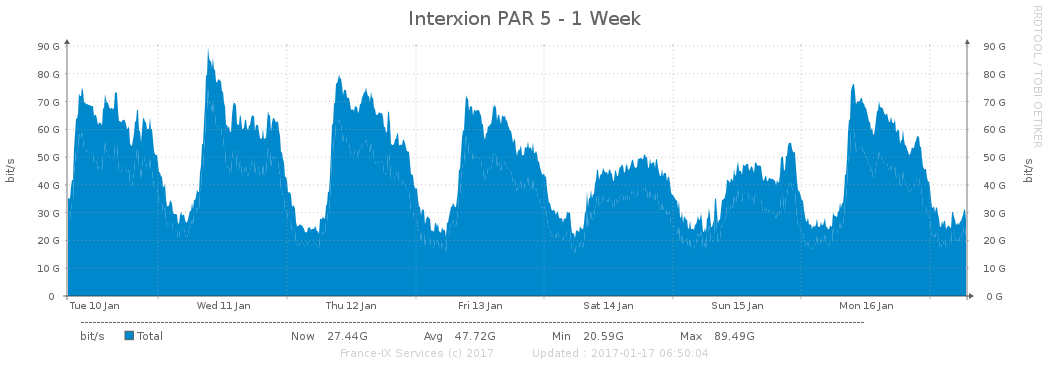 Interxion PAR 5 - 1 Week
RRDTOOL / TOBI OETIKER
90 G 90 G
80 G 80 G
70 G 70 G
60 G 60 G
50 G 50 G
40 G 40 G
30 G 30 G
20 G 20 G
10 G 10 G
0 0 G
bit/s bit/s
Tue 10 Jan Wed 11 Jan Thu 12 Jan Fri 13 Jan Sat 14 Jan Sun 15 Jan Mon 16 Jan
bit/s Total Now 27.44G Avg 47.72G Min 20.59G Max 89.49G
France-IX Services (c) 2017 Updated : 2017-01-17 06:50:04